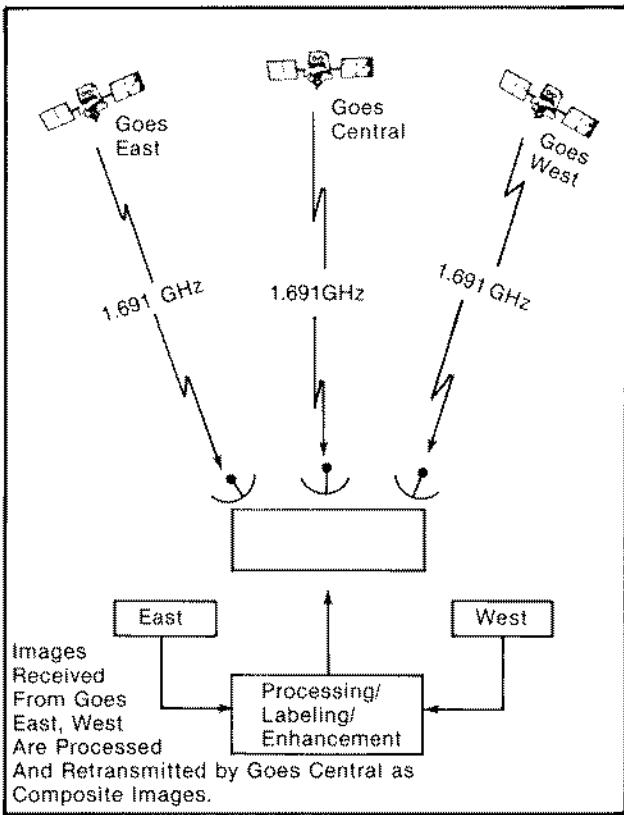 Goes
East
Goes
Central
Goes
West
1.691 GHz
1.691GHz
1.691 GHz
East
West
Images
Received
From Goes
East, West
Are Processed
And Retransmitted by Goes Central as
Composite Images.
Processing/
Labeling/
Enhancement